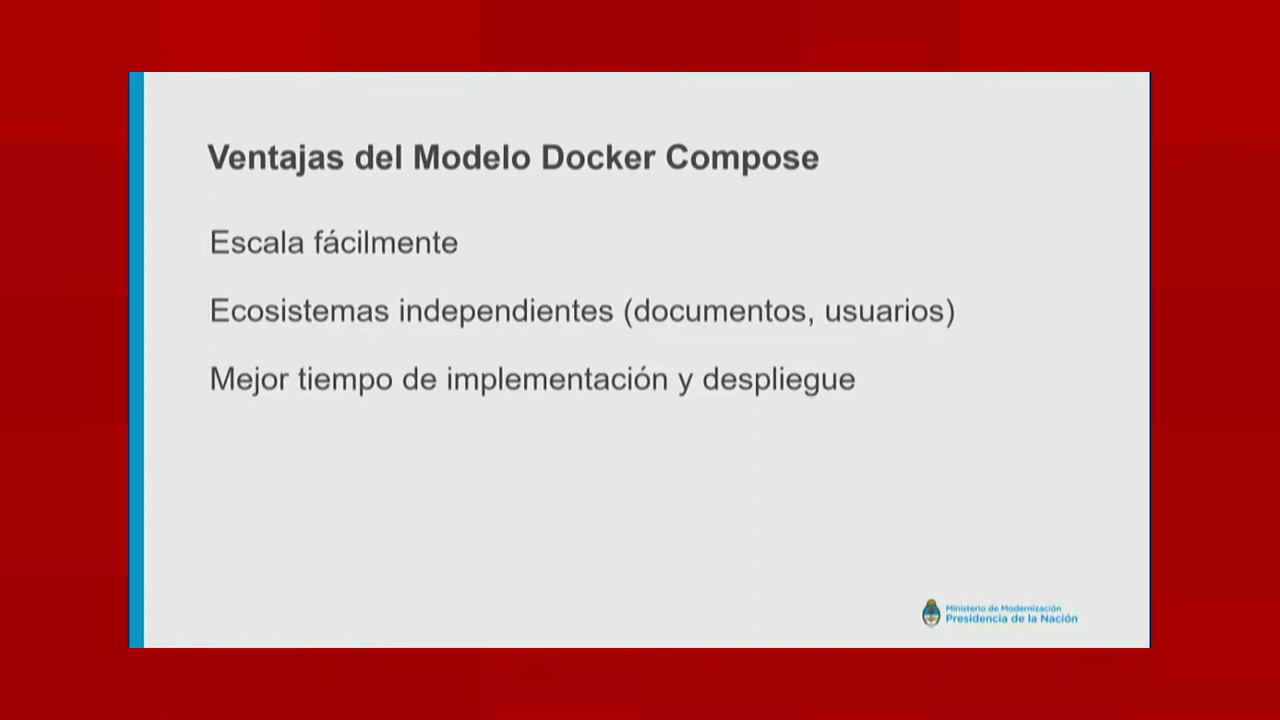 Ventajas del Modelo Docker Compose
Escala fácilmente
Ecosistemas independientes (documentos, usuarios)
Mejor tiempo de implementación y despliegue
Ministerio de Modernización
Presidencia de la Nación